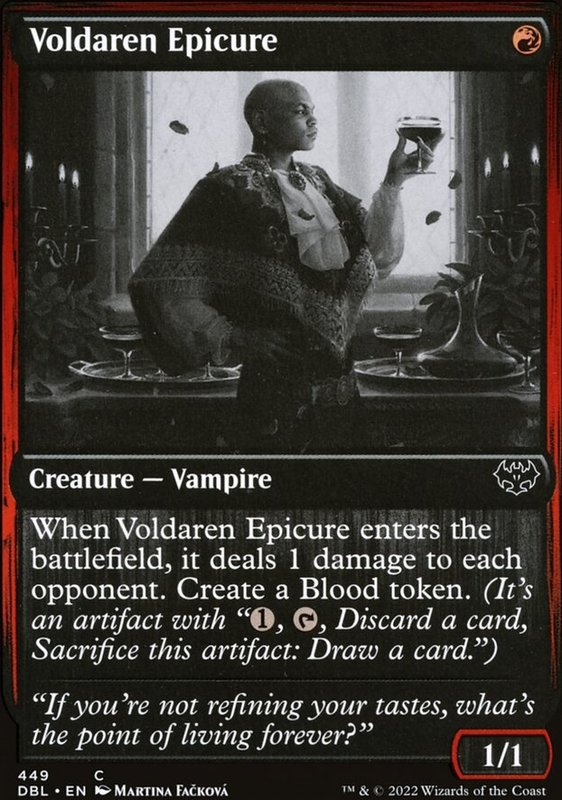 Voldaren Epicure
Creature — Vampire
When Voldaren Epicure enters the
battlefield, it deals 1 damage to each
opponent. Create a Blood token. (It's
an artifact with “1, T, Discard a card,
Sacrifice this artifact: Draw a card.”)
“If you're not refining your tastes, what's
the point of living forever?”
1/1
449 C
DBL • EN Martina Fačková
™ & © 2022 Wizards of the Coast